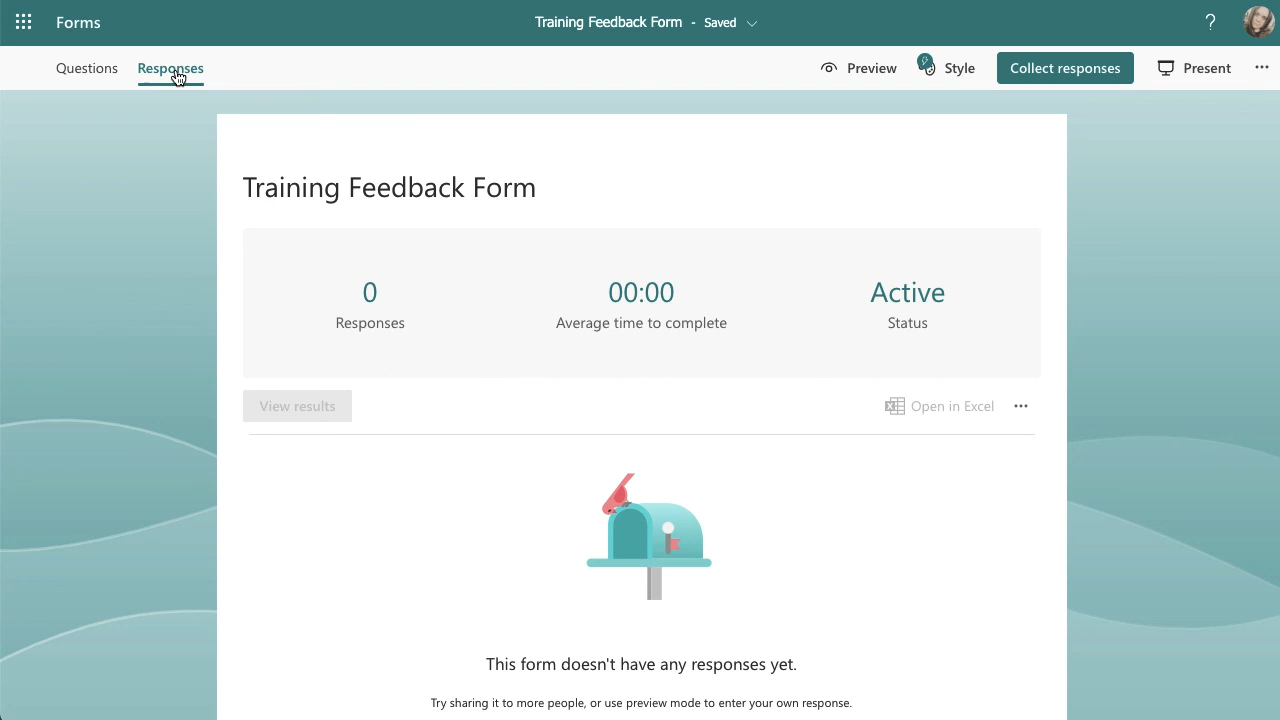 Forms
Training Feedback Form - Saved
?
Questions
Responses
Preview
Style
Collect responses
Present
Training Feedback Form
0
Responses
00:00
Average time to complete
Active
Status
View results
Open in Excel
This form doesn't have any responses yet.
Try sharing it to more people, or use preview mode to enter your own response.